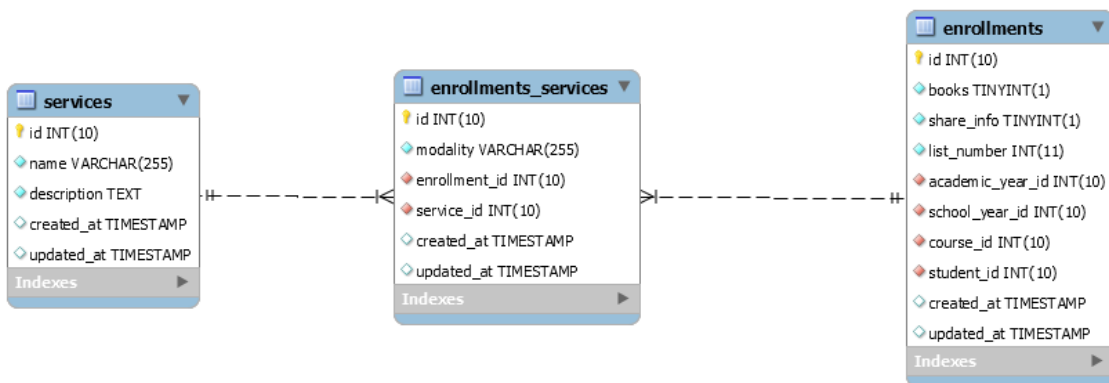 services
id INT(10)
name VARCHAR(255)
description TEXT
created_at TIMESTAMP
updated_at TIMESTAMP
Indexes
enrollments_services
id INT(10)
modality VARCHAR(255)
enrollment_id INT(10)
service_id INT(10)
created_at TIMESTAMP
updated_at TIMESTAMP
Indexes
enrollments
id INT(10)
books TINYINT(1)
share_info TINYINT(1)
list_number INT(11)
academic_year_id INT(10)
school_year_id INT(10)
course_id INT(10)
student_id INT(10)
created_at TIMESTAMP
updated_at TIMESTAMP
Indexes